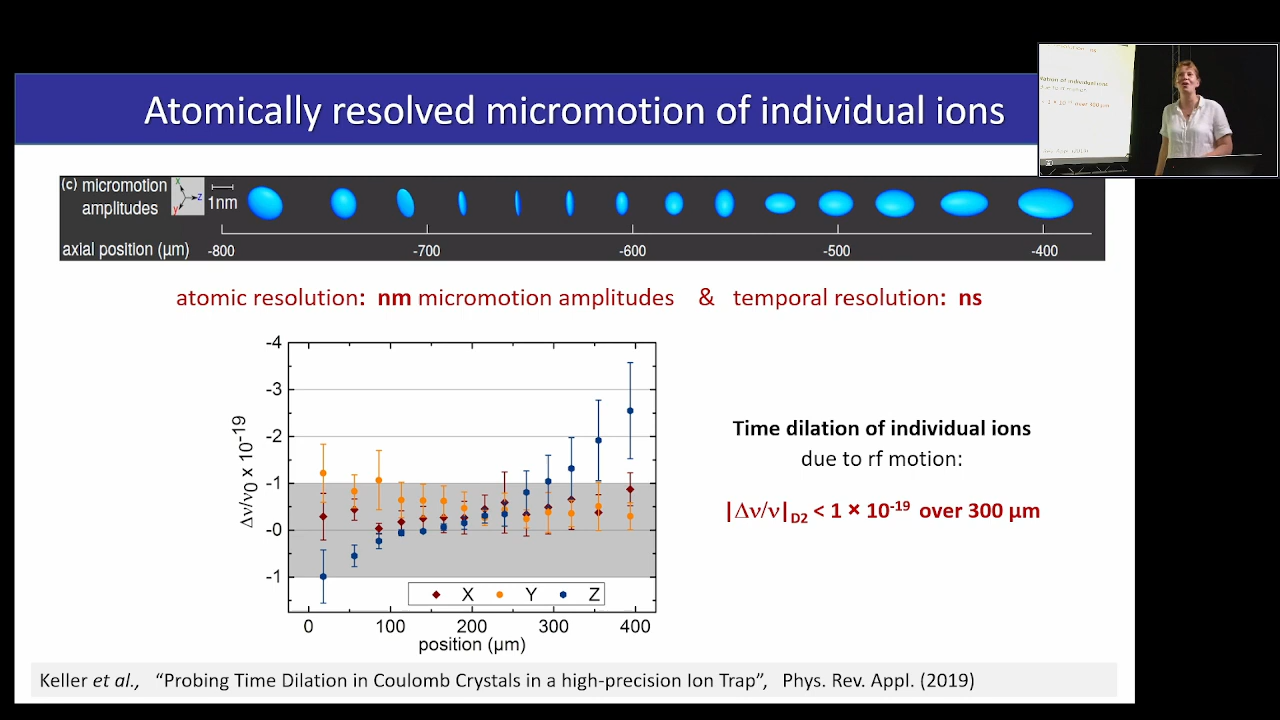 Atomically resolved micromotion of individual ions
(c) micromotion amplitudes
x
z
y
1nm
axial position (µm)
-800 -700 -600 -500 -400
atomic resolution: nm micromotion amplitudes & temporal resolution: ns
-4
-3
-2
-1
-0
-1
Δν/ν0 x 10-19
X Y Z
0 100 200 300 400
position (µm)
Time dilation of individual ions
due to rf motion:
|Δν/ν|D2 < 1 × 10-19 over 300 µm
Keller et al., “Probing Time Dilation in Coulomb Crystals in a high-precision Ion Trap”, Phys. Rev. Appl. (2019)